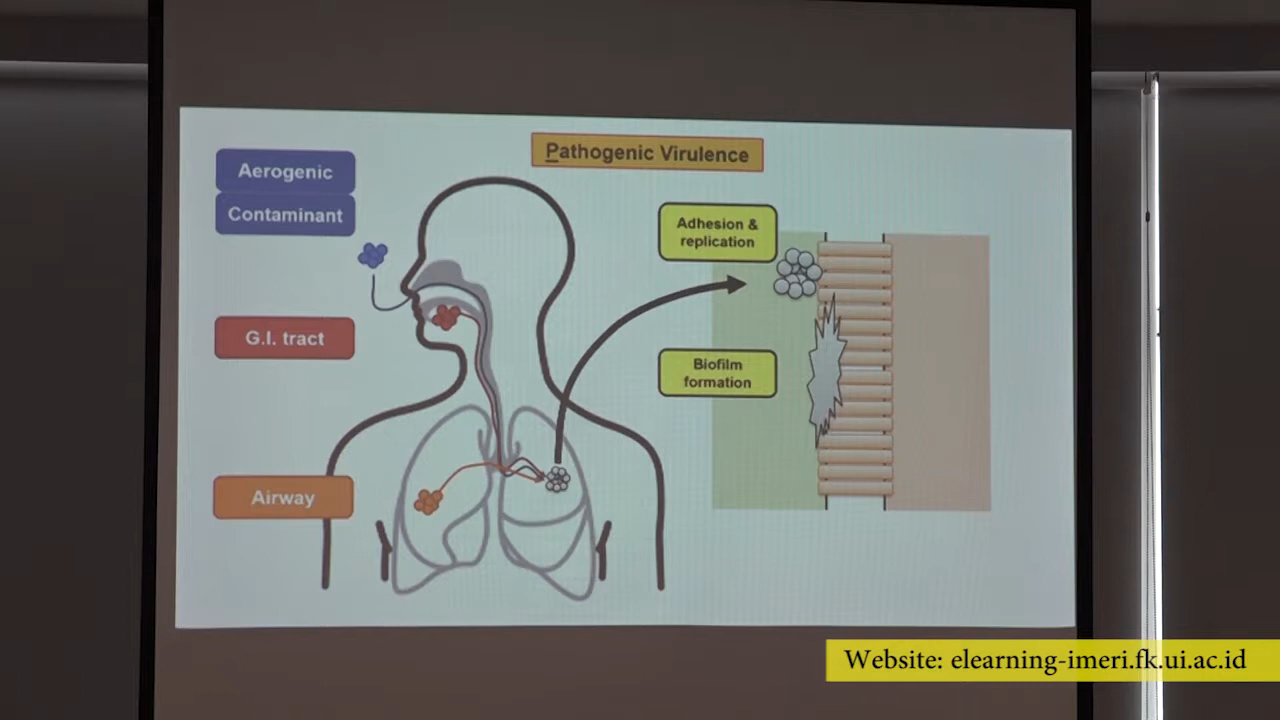 Pathogenic Virulence
Aerogenic
Contaminant
G.I. tract
Airway
Adhesion &
replication
Biofilm
formation
Website: elearning-imeri.fk.ui.ac.id